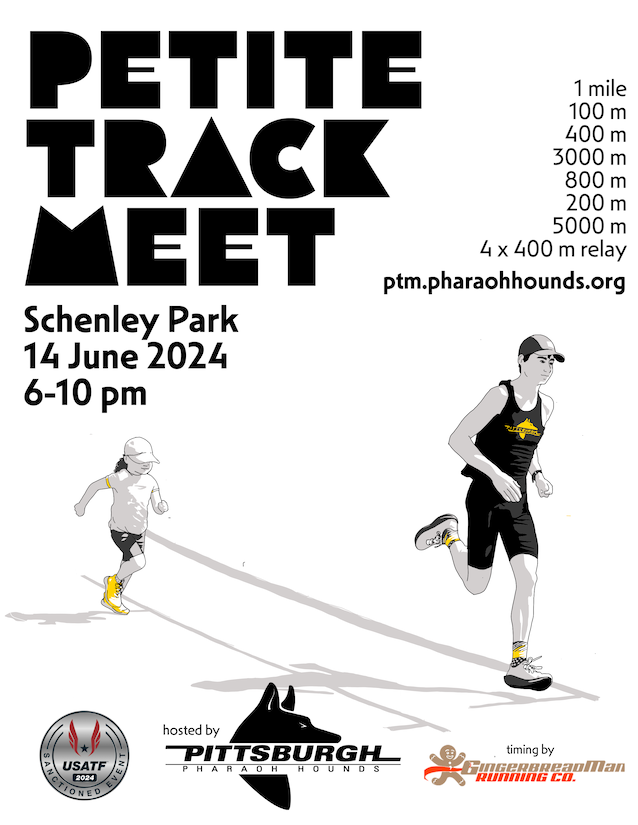 PETITE
TRACK
MEET
1 mile
100 m
400 m
3000 m
800 m
200 m
5000 m
4 x 400 m relay
ptm.pharaohhounds.org
Schenley Park
14 June 2024
6-10 pm
USATF
2024
SANCTIONED EVENT
hosted by
PITTSBURGH
PHARAOH HOUNDS
timing by
GINGERBREADMAN
RUNNING CO.